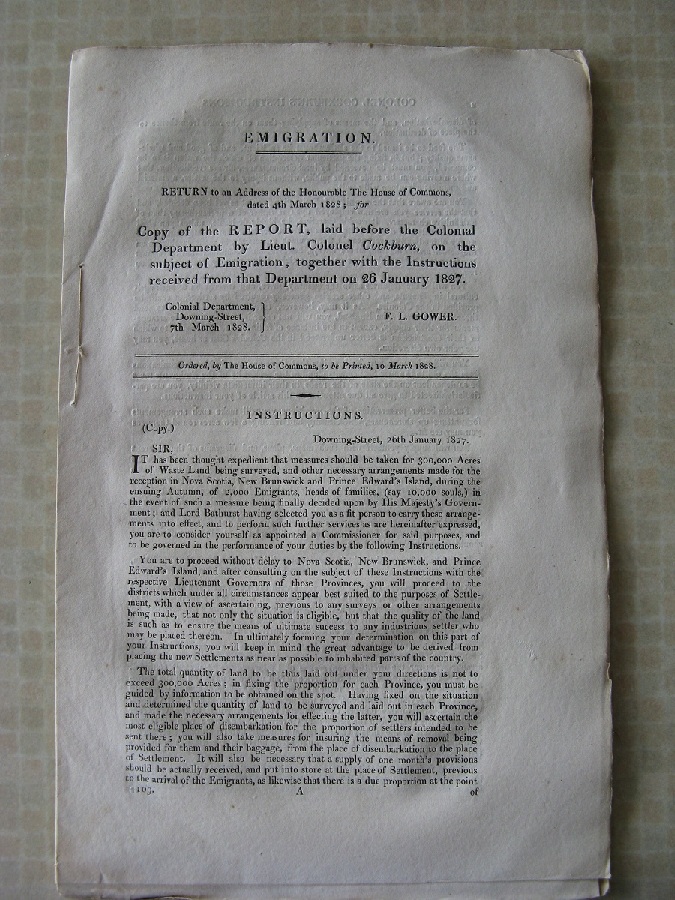 EMIGRATION.
RETURN to an Address of the Honourable The House of Commons,
dated 4th March 1828; for
Copy of the REPORT, laid before the Colonial
Department by Lieut. Colonel Cockburn, on the
subject of Emigration, together with the Instructions
received from that Department on 26 January 1827.
Colonial Department,
Downing-Street,
7th March 1828.
F. L. GOWER.
Ordered, by The House of Commons, to be Printed, 10 March 1828.
INSTRUCTIONS.
(Copy.)
Downing-Street, 26th January 1827.
SIR,
IT has been thought expedient that measures should be taken for 300,000 Acres
of Waste Land being surveyed, and other necessary arrangements made for the
reception in Nova Scotia, New Brunswick and Prince Edward's Island, during the
ensuing Autumn, of 2,000 Emigrants, heads of families, (say 10,000 souls,) in
the event of such a measure being finally decided upon by His Majesty's Govern-
ment; and Lord Bathurst having selected you as a fit person to carry these arrange-
ments into effect, and to perform such further services as are hereinafter expressed,
you are to consider yourself as appointed a Commissioner for said purposes, and
to be governed in the performance of your duties by the following Instructions.
You are to proceed without delay to Nova Scotia, New Brunswick, and Prince
Edward's Island, and after consulting on the subject of these Instructions with the
respective Lieutenant Governors of these Provinces, you will proceed to the
districts which under all circumstances appear best suited to the purposes of Settle-
ment, with a view of ascertaining, previous to any surveys or other arrangements
being made, that not only the situation is eligible, but that the quality of the land
is such as to ensure the means of ultimate success to any industrious settler who
may be placed thereon. In ultimately forming your determination on this part of
your Instructions, you will keep in mind the great advantage to be derived from
placing the new Settlements as near as possible to inhabited parts of the country.
The total quantity of land to be thus laid out under your directions is not to
exceed 300,000 Acres; in fixing the proportion for each Province, you must be
guided by information to be obtained on the spot. Having fixed on the situation
and determined the quantity of land to be surveyed and laid out in each Province,
and made the necessary arrangements for effecting the latter, you will ascertain the
most eligible place of disembarkation for the proportion of settlers intended to be
sent there; you will also take measures for insuring the means of removal being
provided for them and their baggage, from the place of disembarkation to the place
of Settlement. It will also be necessary that a supply of one month's provisions
should be actually received, and put into store at the place of Settlement, previous
to the arrival of the Emigrants, as likewise that there is a due proportion at the point
A
of